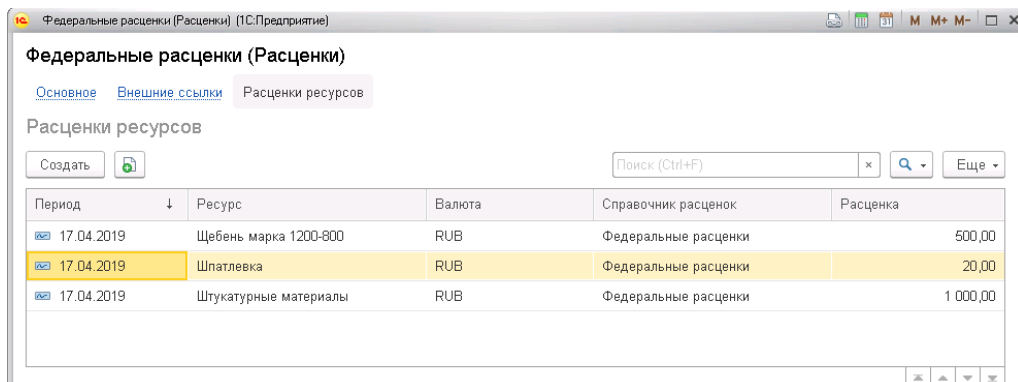 Федеральные расценки (Расценки) (1С:Предприятие) 31 M M+ M-
Федеральные расценки (Расценки)
Основное Внешние ссылки Расценки ресурсов
Расценки ресурсов
Создать Поиск (Ctrl+F) × Еще
Период ↓ Ресурс Валюта Справочник расценок Расценка
17.04.2019 Щебень марка 1200-800 RUB Федеральные расценки 500,00
17.04.2019 Шпатлевка RUB Федеральные расценки 20,00
17.04.2019 Штукатурные материалы RUB Федеральные расценки 1 000,00